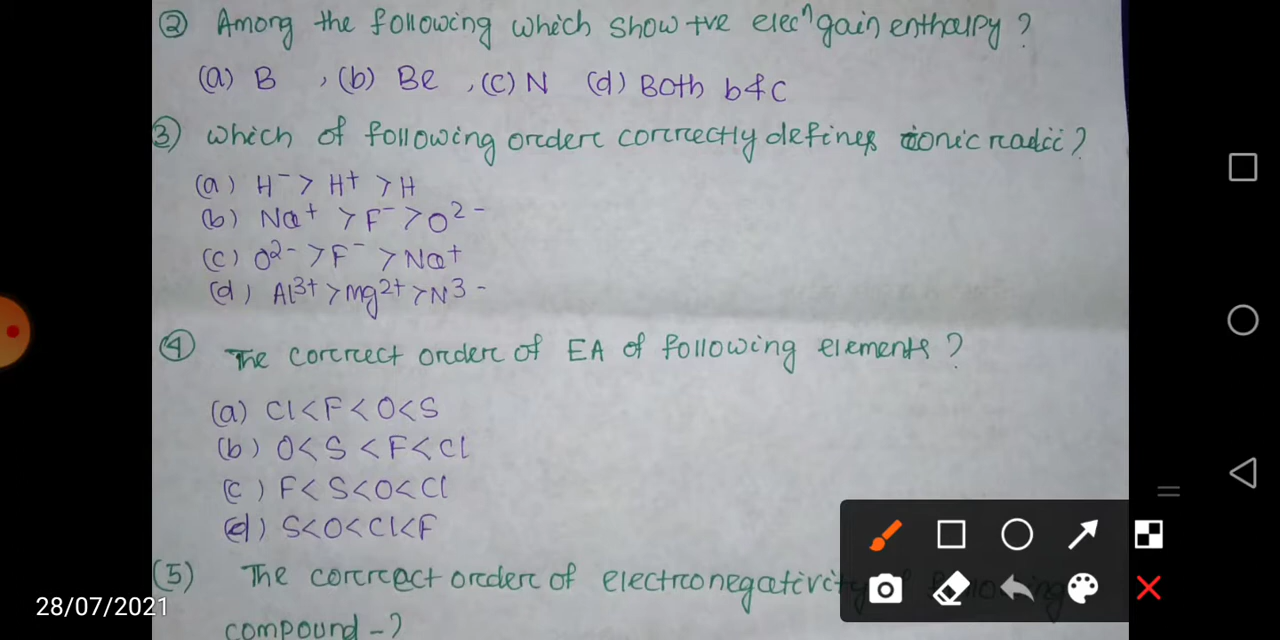 ② Among the following which show +ve elecⁿ gain enthalpy ?
(a) B , (b) Be , (c) N (d) Both b & c
③ which of following order correctly defines ionic radii ?
(a) H⁻ > H⁺ > H
(b) Na⁺ > F⁻ > O²⁻
(c) O²⁻ > F⁻ > Na⁺
(d) Al³⁺ > Mg²⁺ > N³⁻
④ The correct order of EA of following elements ?
(a) Cl < F < O < S
(b) O < S < F < Cl
(c) F < S < O < Cl
(d) S < O < Cl < F
(5) The correct order of electronegativity
compound - ?
28/07/2021